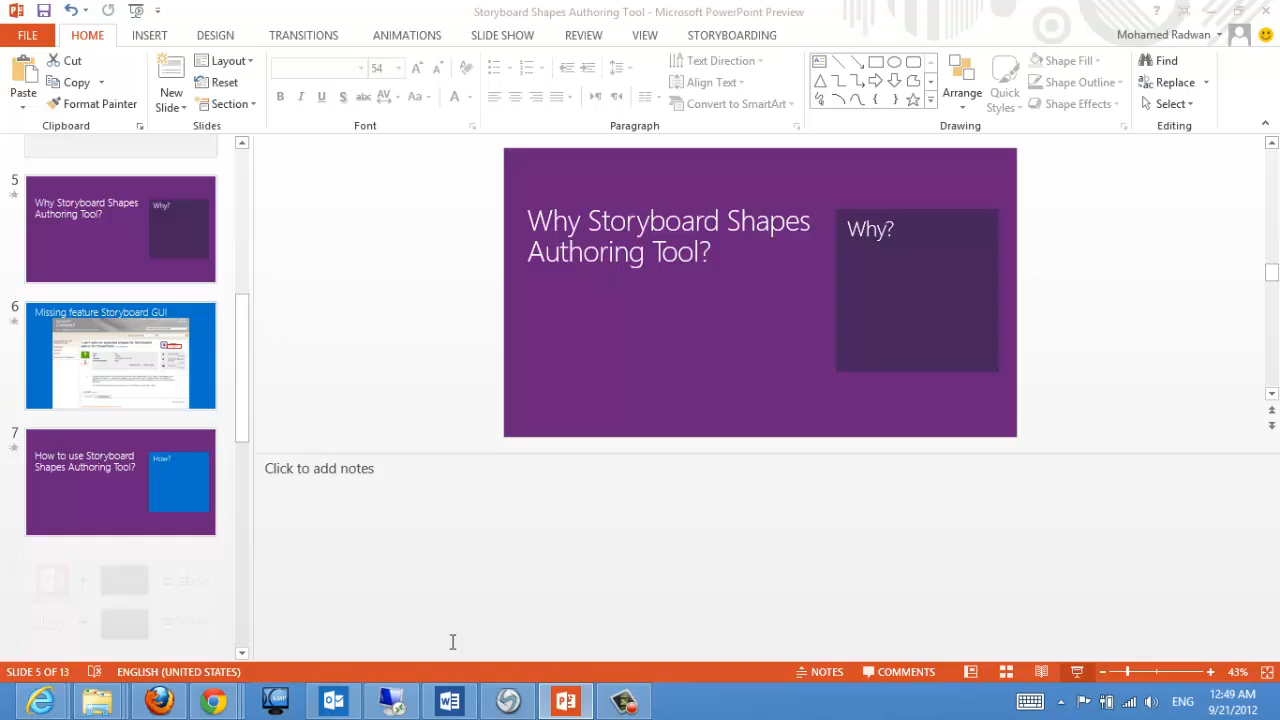 Storyboard Shapes Authoring Tool - Microsoft PowerPoint Preview
FILE HOME INSERT DESIGN TRANSITIONS ANIMATIONS SLIDE SHOW REVIEW VIEW STORYBOARDING Mohamed Radwan
Paste
Cut
Copy
Format Painter
Clipboard
New
Slide
Layout
Reset
Section
Slides
54
Aa
Font
Text Direction
Align Text
Convert to SmartArt
Paragraph
Arrange
Quick
Styles
Shape Fill
Shape Outline
Shape Effects
Drawing
Find
Replace
Select
Editing
5
Why Storyboard Shapes
Authoring Tool?
Why?
6
Missing feature Storyboard GUI
7
How to use Storyboard
Shapes Authoring Tool?
How?
Why Storyboard Shapes
Authoring Tool?
Why?
Click to add notes
SLIDE 5 OF 13 ENGLISH (UNITED STATES) NOTES COMMENTS 43%
ENG
12:49 AM
9/21/2012